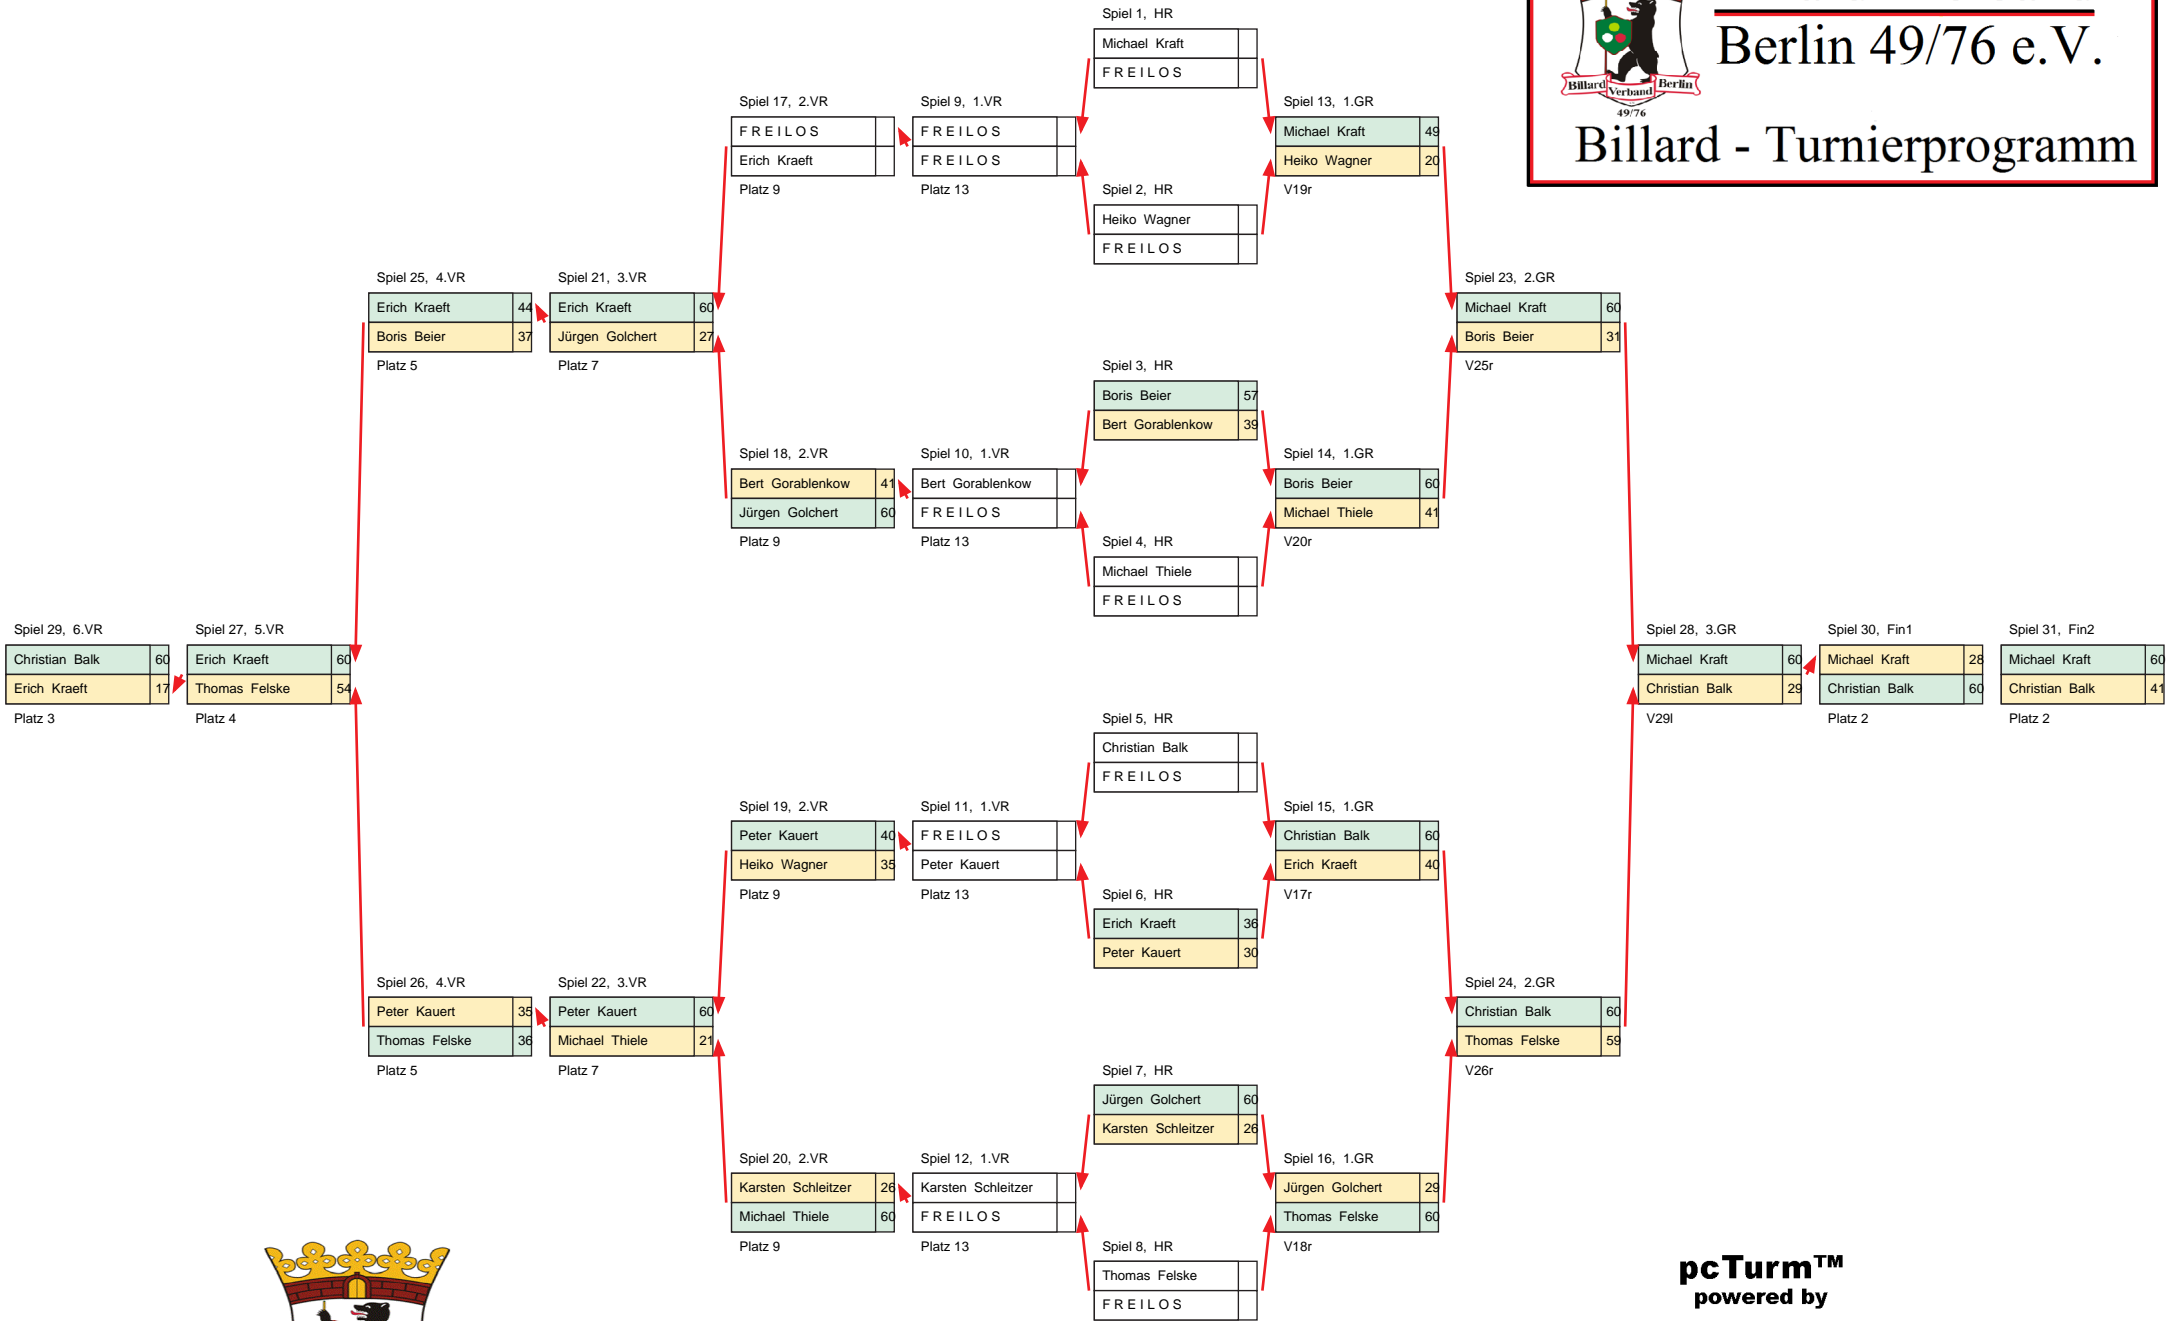 Spiel 1, HR
Michael Kraft
FREILOS
Berlin 49/76 e.V.
Billard Verband Berlin
49/76
Billard - Turnierprogramm
Spiel 17, 2.VR
FREILOS
Erich Kraeft
Platz 9
Spiel 9, 1.VR
FREILOS
FREILOS
Platz 13
Spiel 13, 1.GR
Michael Kraft 49
Heiko Wagner 20
V19r
Spiel 2, HR
Heiko Wagner
FREILOS
Spiel 25, 4.VR
Erich Kraeft 44
Boris Beier 37
Platz 5
Spiel 21, 3.VR
Erich Kraeft 60
Jürgen Golchert 27
Platz 7
Spiel 23, 2.GR
Michael Kraft 60
Boris Beier 31
V25r
Spiel 3, HR
Boris Beier 57
Bert Gorablenkow 39
Spiel 18, 2.VR
Bert Gorablenkow 41
Jürgen Golchert 60
Platz 9
Spiel 10, 1.VR
Bert Gorablenkow
FREILOS
Platz 13
Spiel 14, 1.GR
Boris Beier 60
Michael Thiele 41
V20r
Spiel 4, HR
Michael Thiele
FREILOS
Spiel 29, 6.VR
Christian Balk 60
Erich Kraeft 17
Platz 3
Spiel 27, 5.VR
Erich Kraeft 60
Thomas Felske 54
Platz 4
Spiel 28, 3.GR
Michael Kraft 60
Christian Balk 29
V29l
Spiel 30, Fin1
Michael Kraft 28
Christian Balk 60
Platz 2
Spiel 31, Fin2
Michael Kraft 60
Christian Balk 41
Platz 2
Spiel 5, HR
Christian Balk
FREILOS
Spiel 19, 2.VR
Peter Kauert 40
Heiko Wagner 35
Platz 9
Spiel 11, 1.VR
FREILOS
Peter Kauert
Platz 13
Spiel 15, 1.GR
Christian Balk 60
Erich Kraeft 40
V17r
Spiel 6, HR
Erich Kraeft 36
Peter Kauert 30
Spiel 26, 4.VR
Peter Kauert 35
Thomas Felske 36
Platz 5
Spiel 22, 3.VR
Peter Kauert 60
Michael Thiele 21
Platz 7
Spiel 24, 2.GR
Christian Balk 60
Thomas Felske 59
V26r
Spiel 7, HR
Jürgen Golchert 60
Karsten Schleitzer 26
Spiel 20, 2.VR
Karsten Schleitzer 26
Michael Thiele 60
Platz 9
Spiel 12, 1.VR
Karsten Schleitzer
FREILOS
Platz 13
Spiel 16, 1.GR
Jürgen Golchert 29
Thomas Felske 60
V18r
Spiel 8, HR
Thomas Felske
FREILOS
pcTurm™
powered by